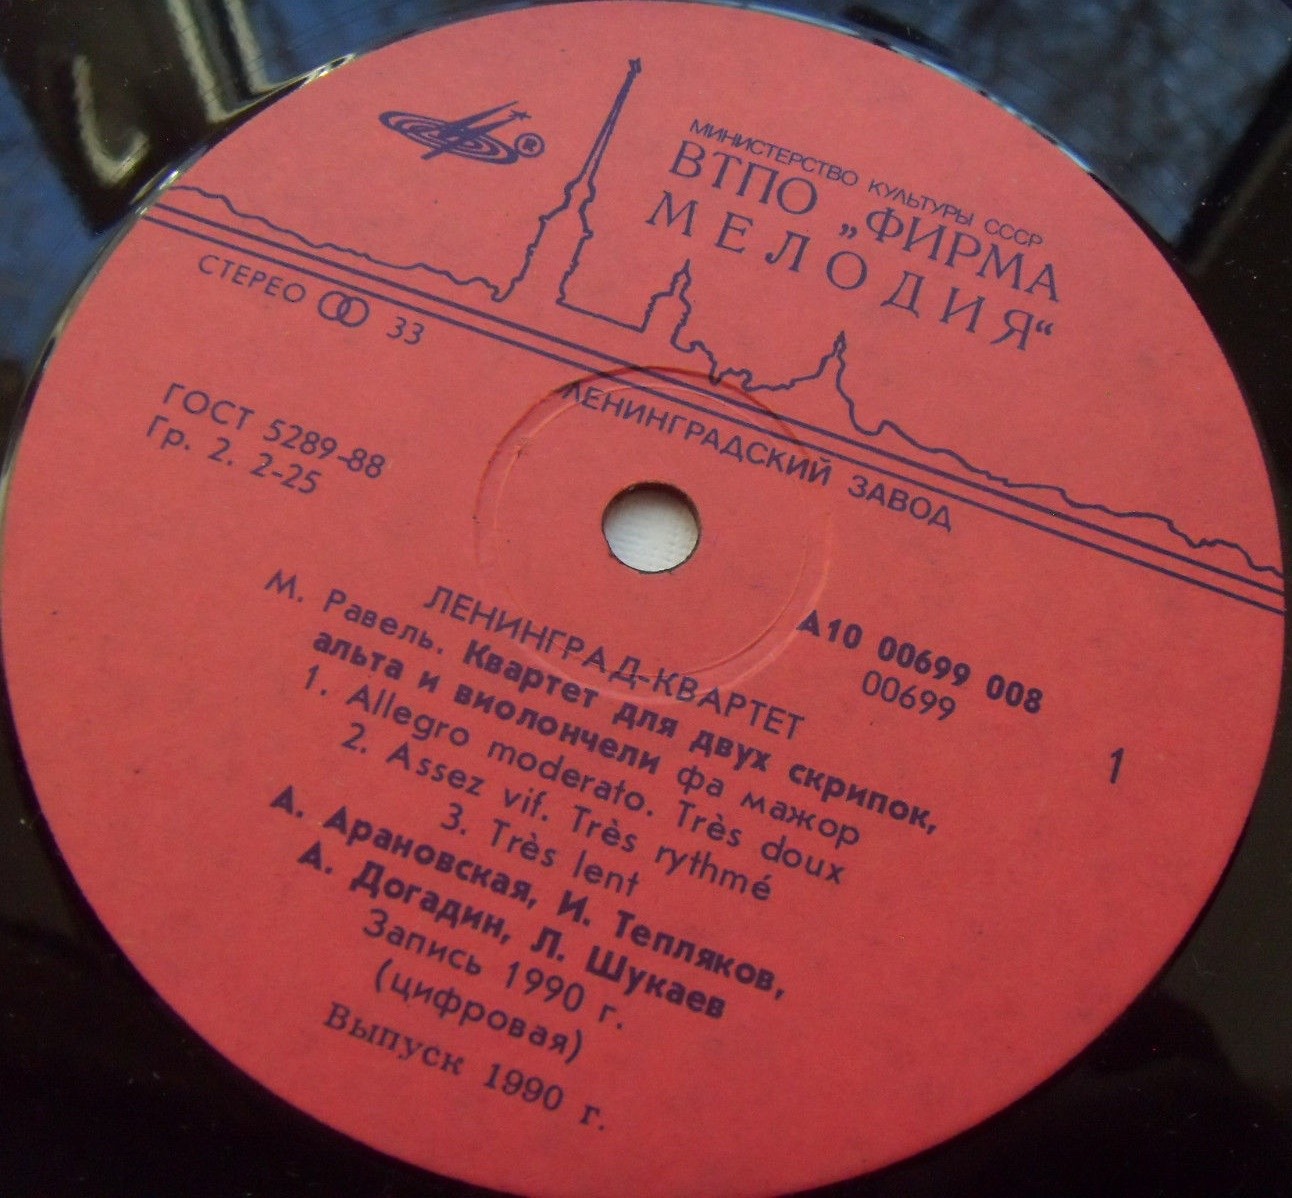 ®
МИНИСТЕРСТВО КУЛЬТУРЫ СССР
ВТПО „ФИРМА
МЕЛОДИЯ“
СТЕРЕО 33
ЛЕНИНГРАДСКИЙ ЗАВОД
ГОСТ 5289-88
Гр. 2. 2-25
А10 00699 008
00699
1
ЛЕНИНГРАД-КВАРТЕТ
М. Равель. Квартет для двух скрипок,
альта и виолончели фа мажор
1. Allegro moderato. Très doux
2. Assez vif. Très rythmé
3. Très lent
А. Арановская, И. Тепляков,
А. Догадин, Л. Шукаев
Запись 1990 г.
(цифровая)
Выпуск 1990 г.